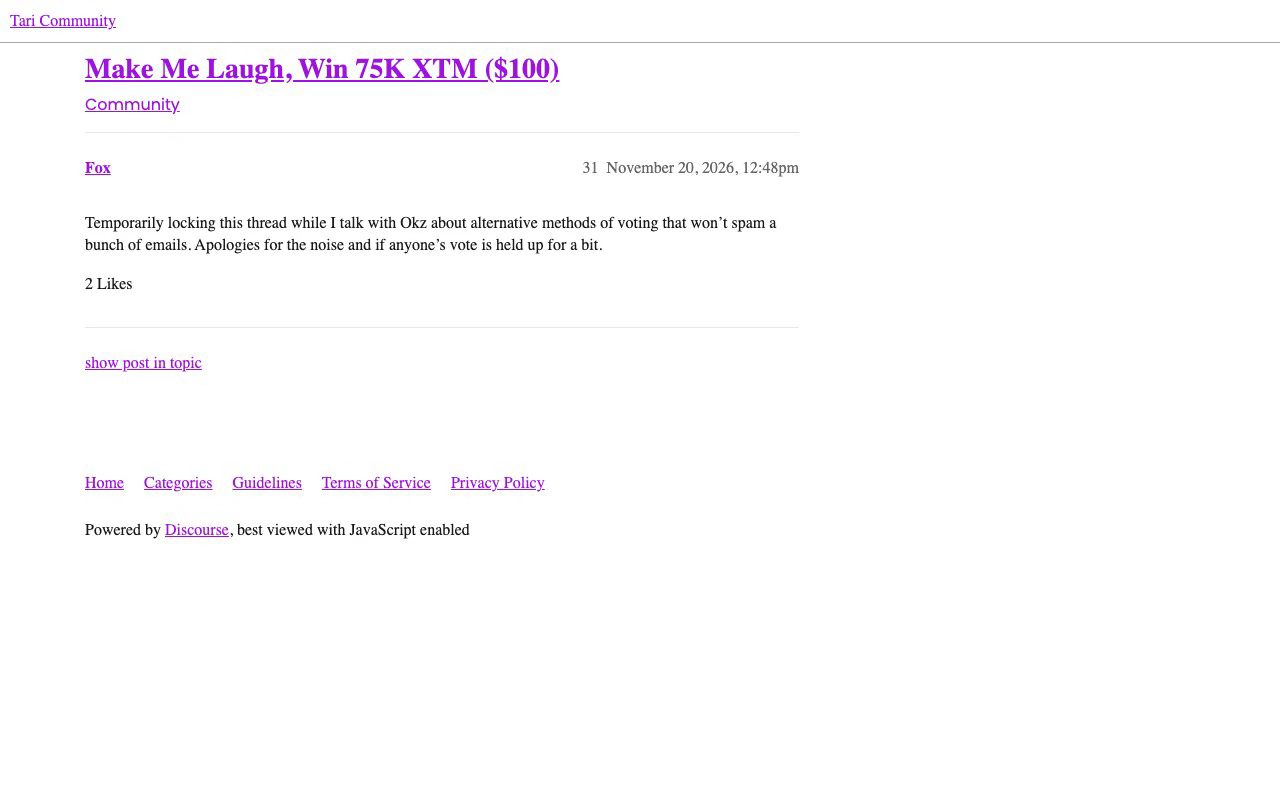 Tari Community
Make Me Laugh, Win 75K XTM ($100)
Community
Fox 31 November 20, 2026, 12:48pm
Temporarily locking this thread while I talk with Okz about alternative methods of voting that won’t spam a
bunch of emails. Apologies for the noise and if anyone’s vote is held up for a bit.
2 Likes
show post in topic
Home Categories Guidelines Terms of Service Privacy Policy
Powered by Discourse, best viewed with JavaScript enabled